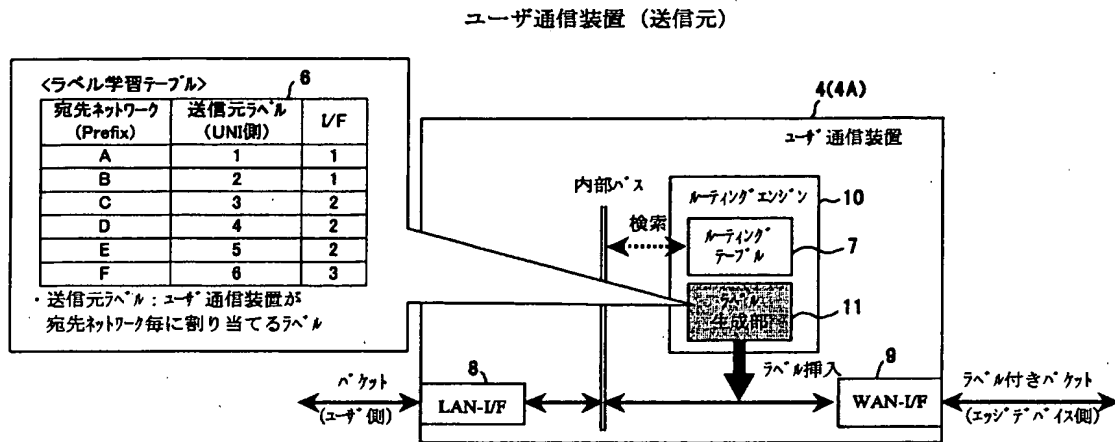 ユーザ通信装置（送信元）
<ラベル学習テーブル>
6
宛先ネットワーク
(Prefix)
送信元ラベル
(UNI側)
I/F
A 1 1
B 2 1
C 3 2
D 4 2
E 5 2
F 6 3
・送信元ラベル：ユーザ通信装置が
宛先ネットワーク毎に割り当てるラベル
4(4A)
ユーザ通信装置
内部バス
検索
ルーティングエンジン
10
ルーティング
テーブル
7
ラベル
生成部
11
ラベル挿入
パケット
(ユーザ側)
8
LAN-I/F
9
WAN-I/F
ラベル付きパケット
(エッジデバイス側)